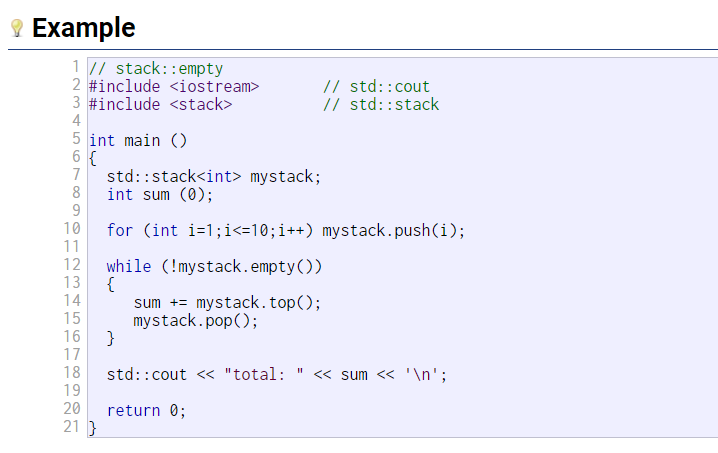 Example
1 // stack::empty
2 #include <iostream>       // std::cout
3 #include <stack>          // std::stack
4
5 int main ()
6 {
7   std::stack<int> mystack;
8   int sum (0);
9
10   for (int i=1;i<=10;i++) mystack.push(i);
11
12   while (!mystack.empty())
13   {
14      sum += mystack.top();
15      mystack.pop();
16   }
17
18   std::cout << "total: " << sum << '\n';
19
20   return 0;
21 }